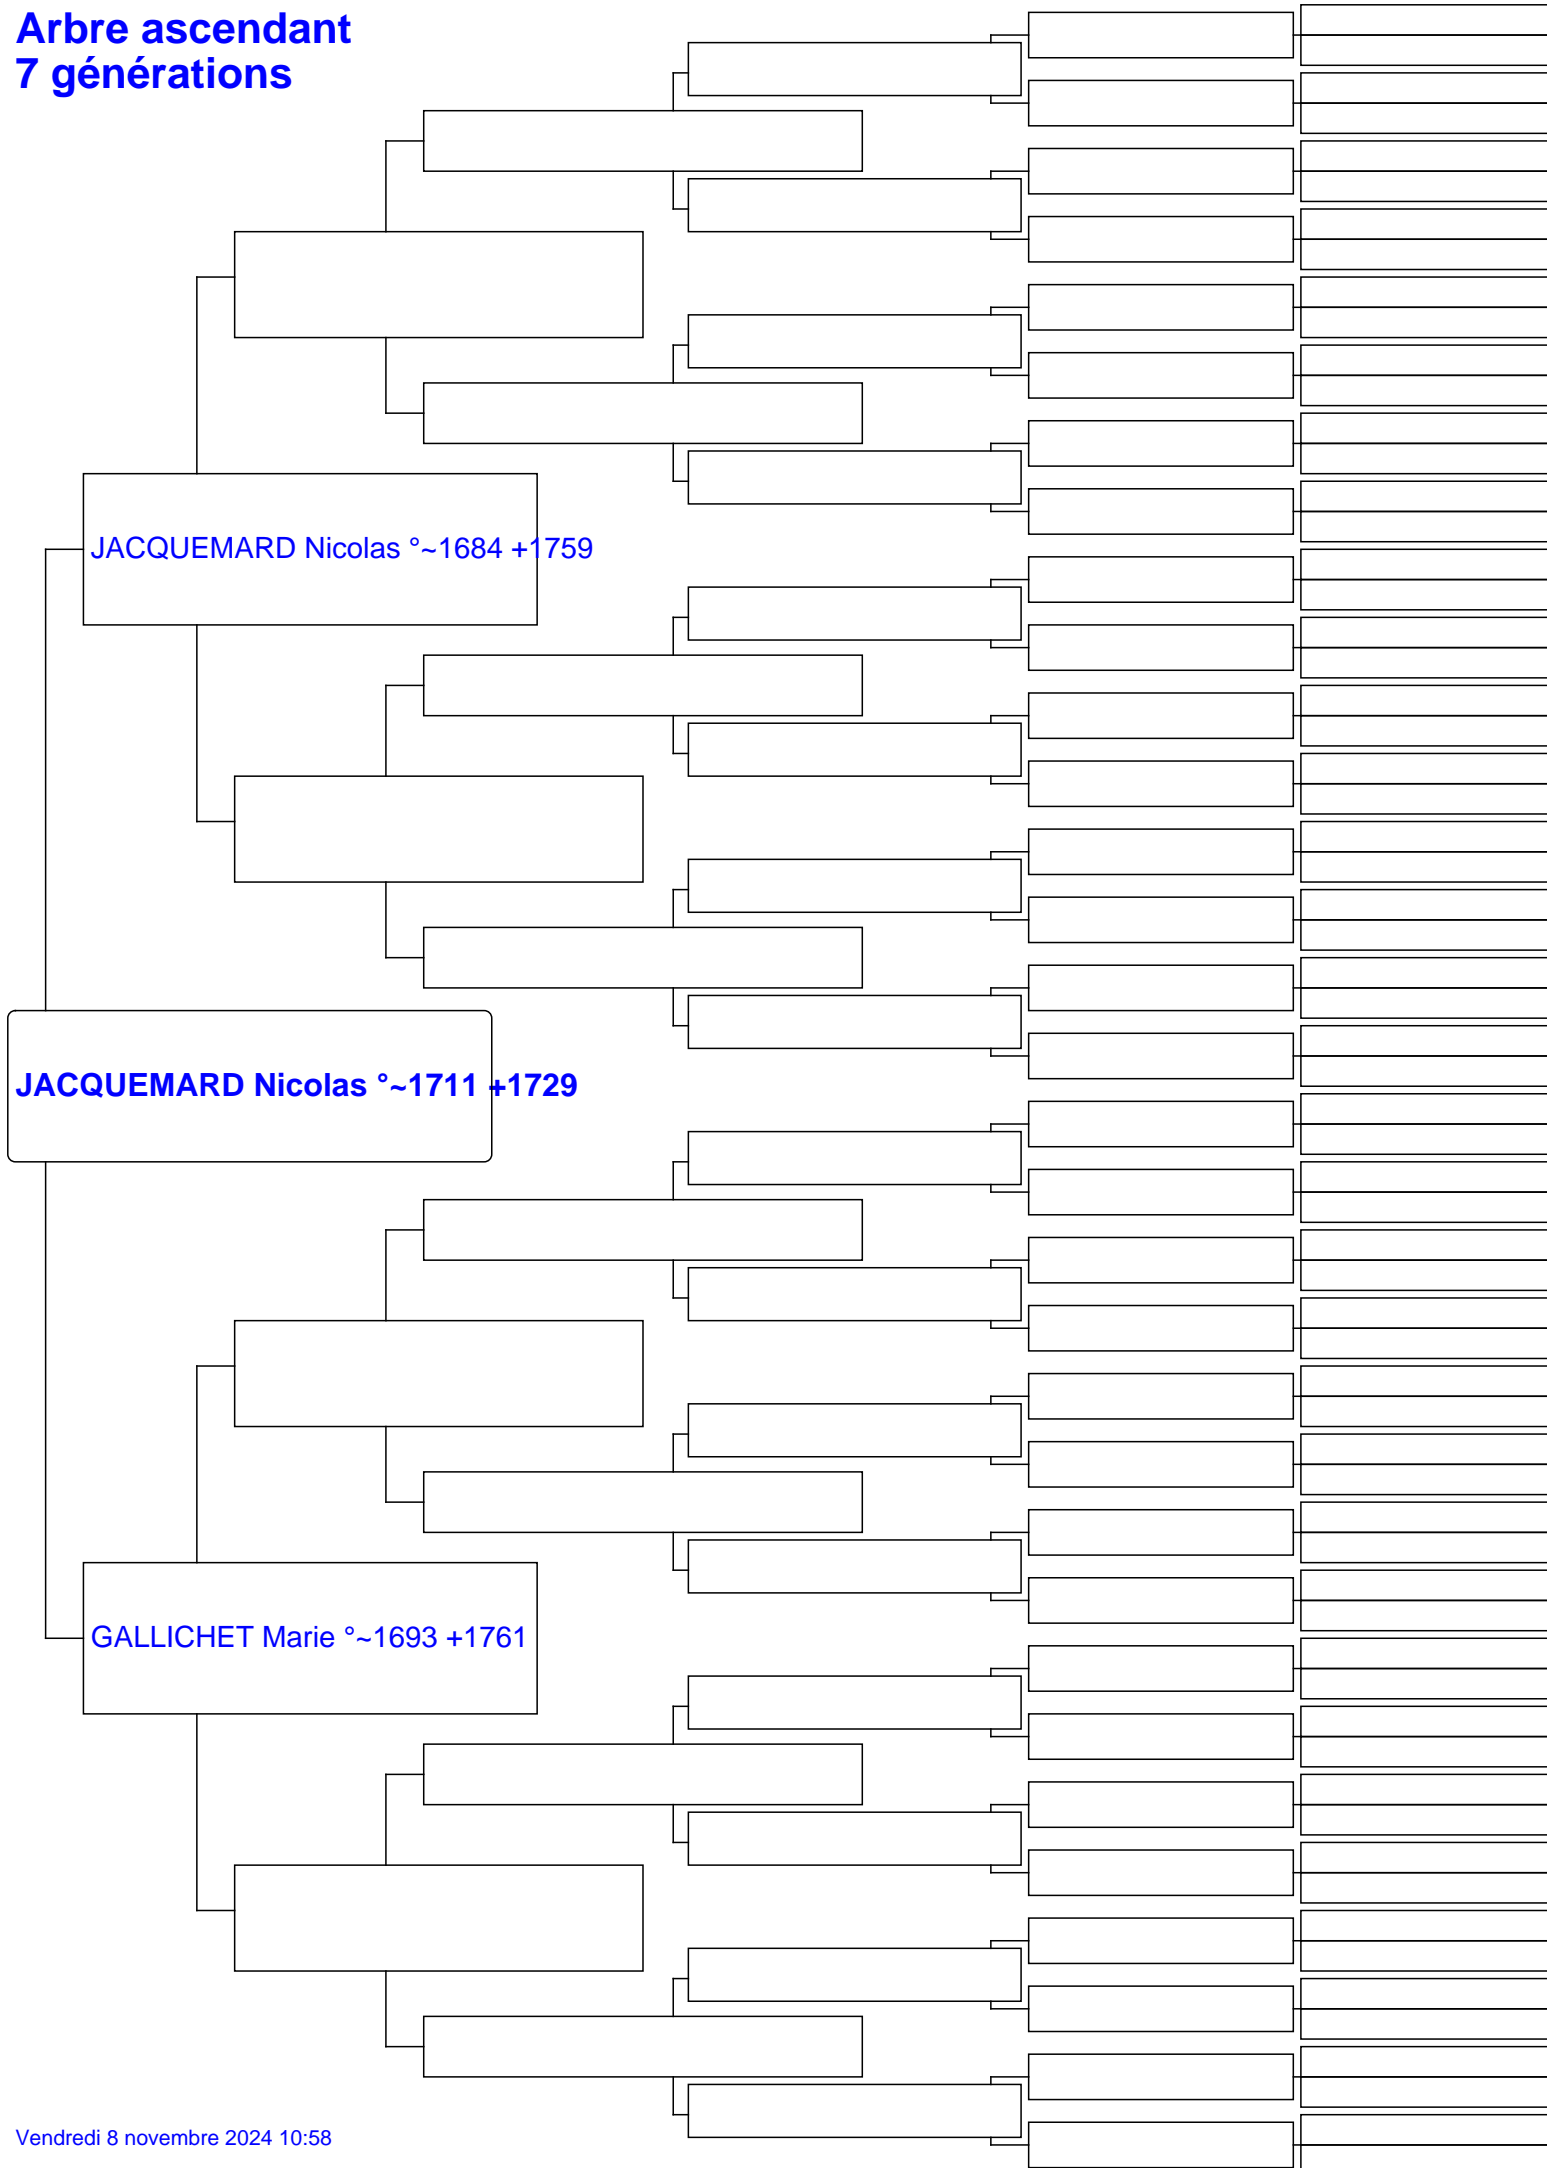 Arbre ascendant
7 générations
JACQUEMARD Nicolas °~1684 +1759
JACQUEMARD Nicolas °~1711 +1729
GALLICHET Marie °~1693 +1761
Vendredi 8 novembre 2024 10:58